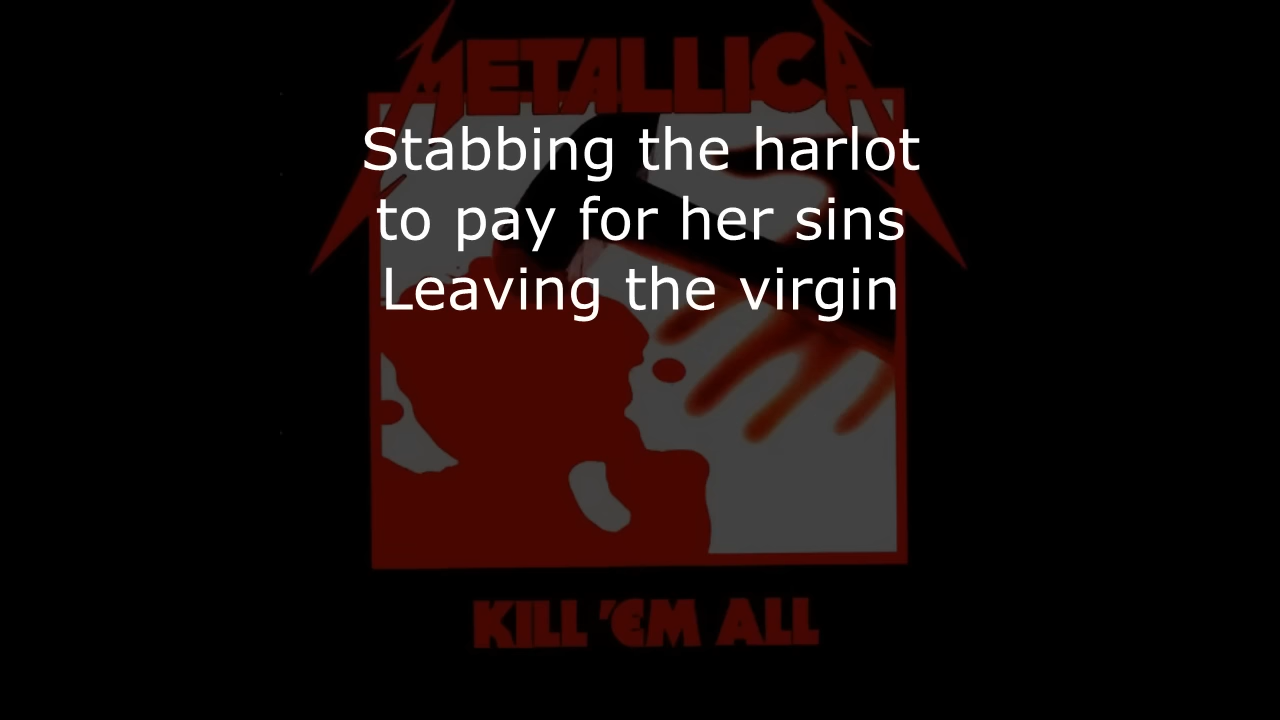 METALLICA
Stabbing the harlot
to pay for her sins
Leaving the virgin
KILL 'EM ALL